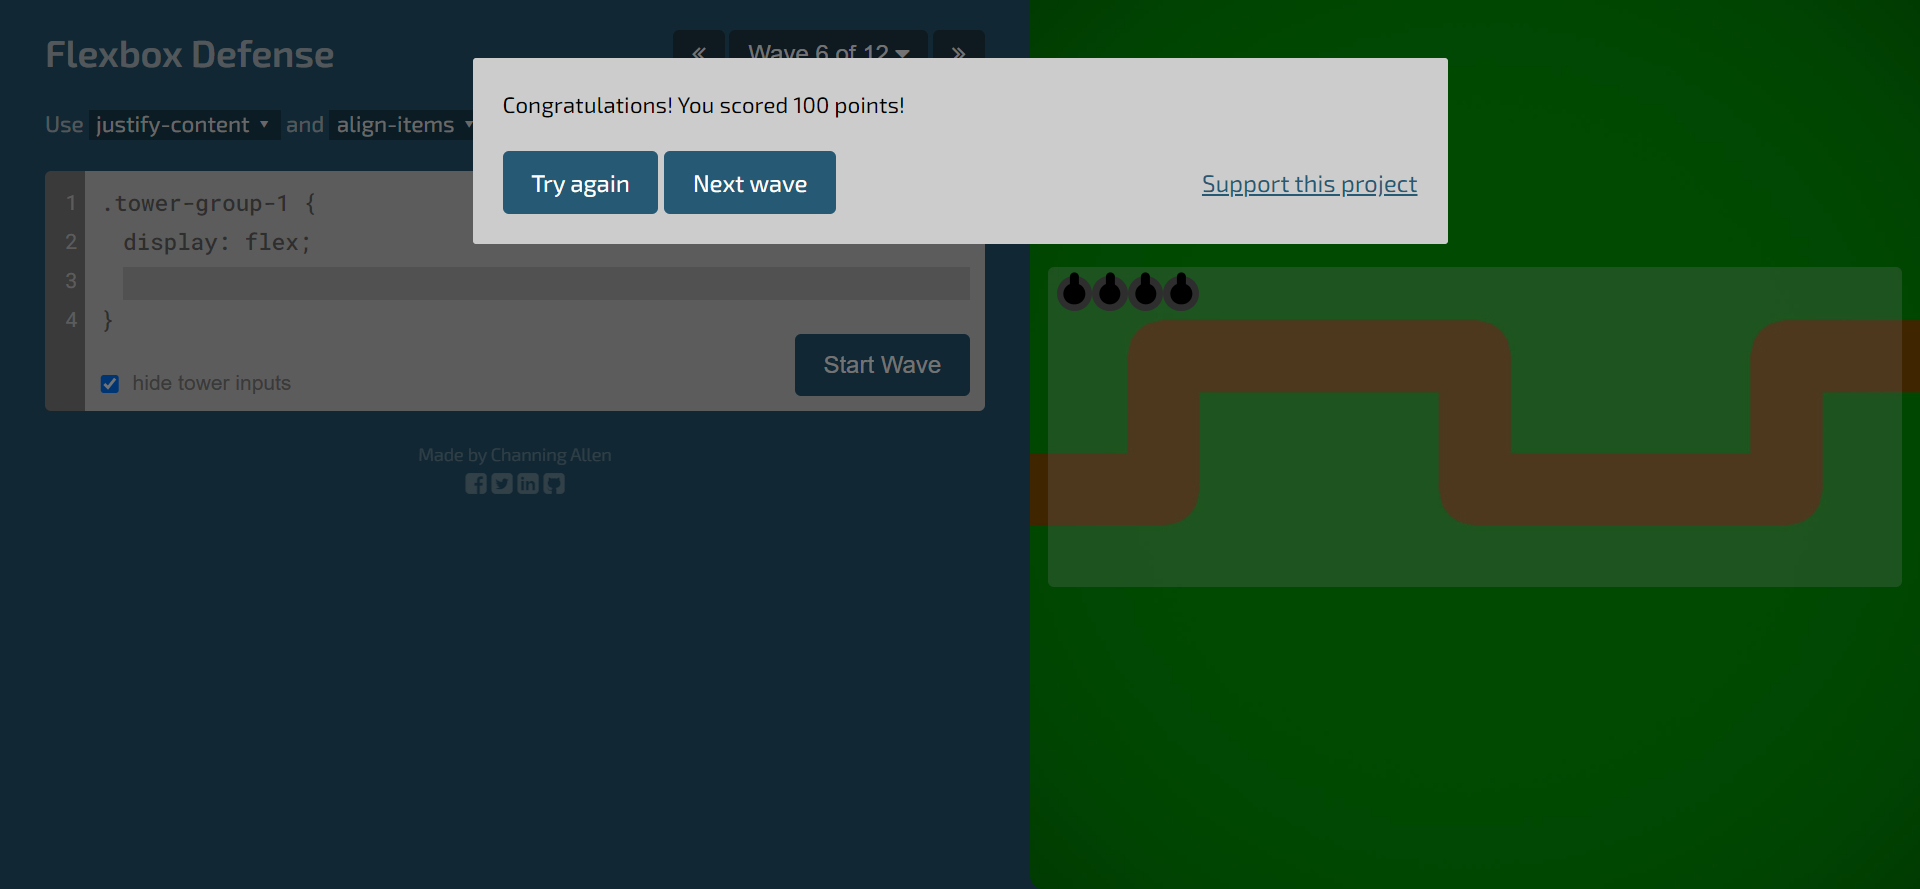 Flexbox Defense
« Wave 6 of 12 »
Use justify-content and align-items
Congratulations! You scored 100 points!
Try again Next wave Support this project
1 .tower-group-1 {
2 display: flex;
3
4 }
hide tower inputs Start Wave
Made by Channing Allen